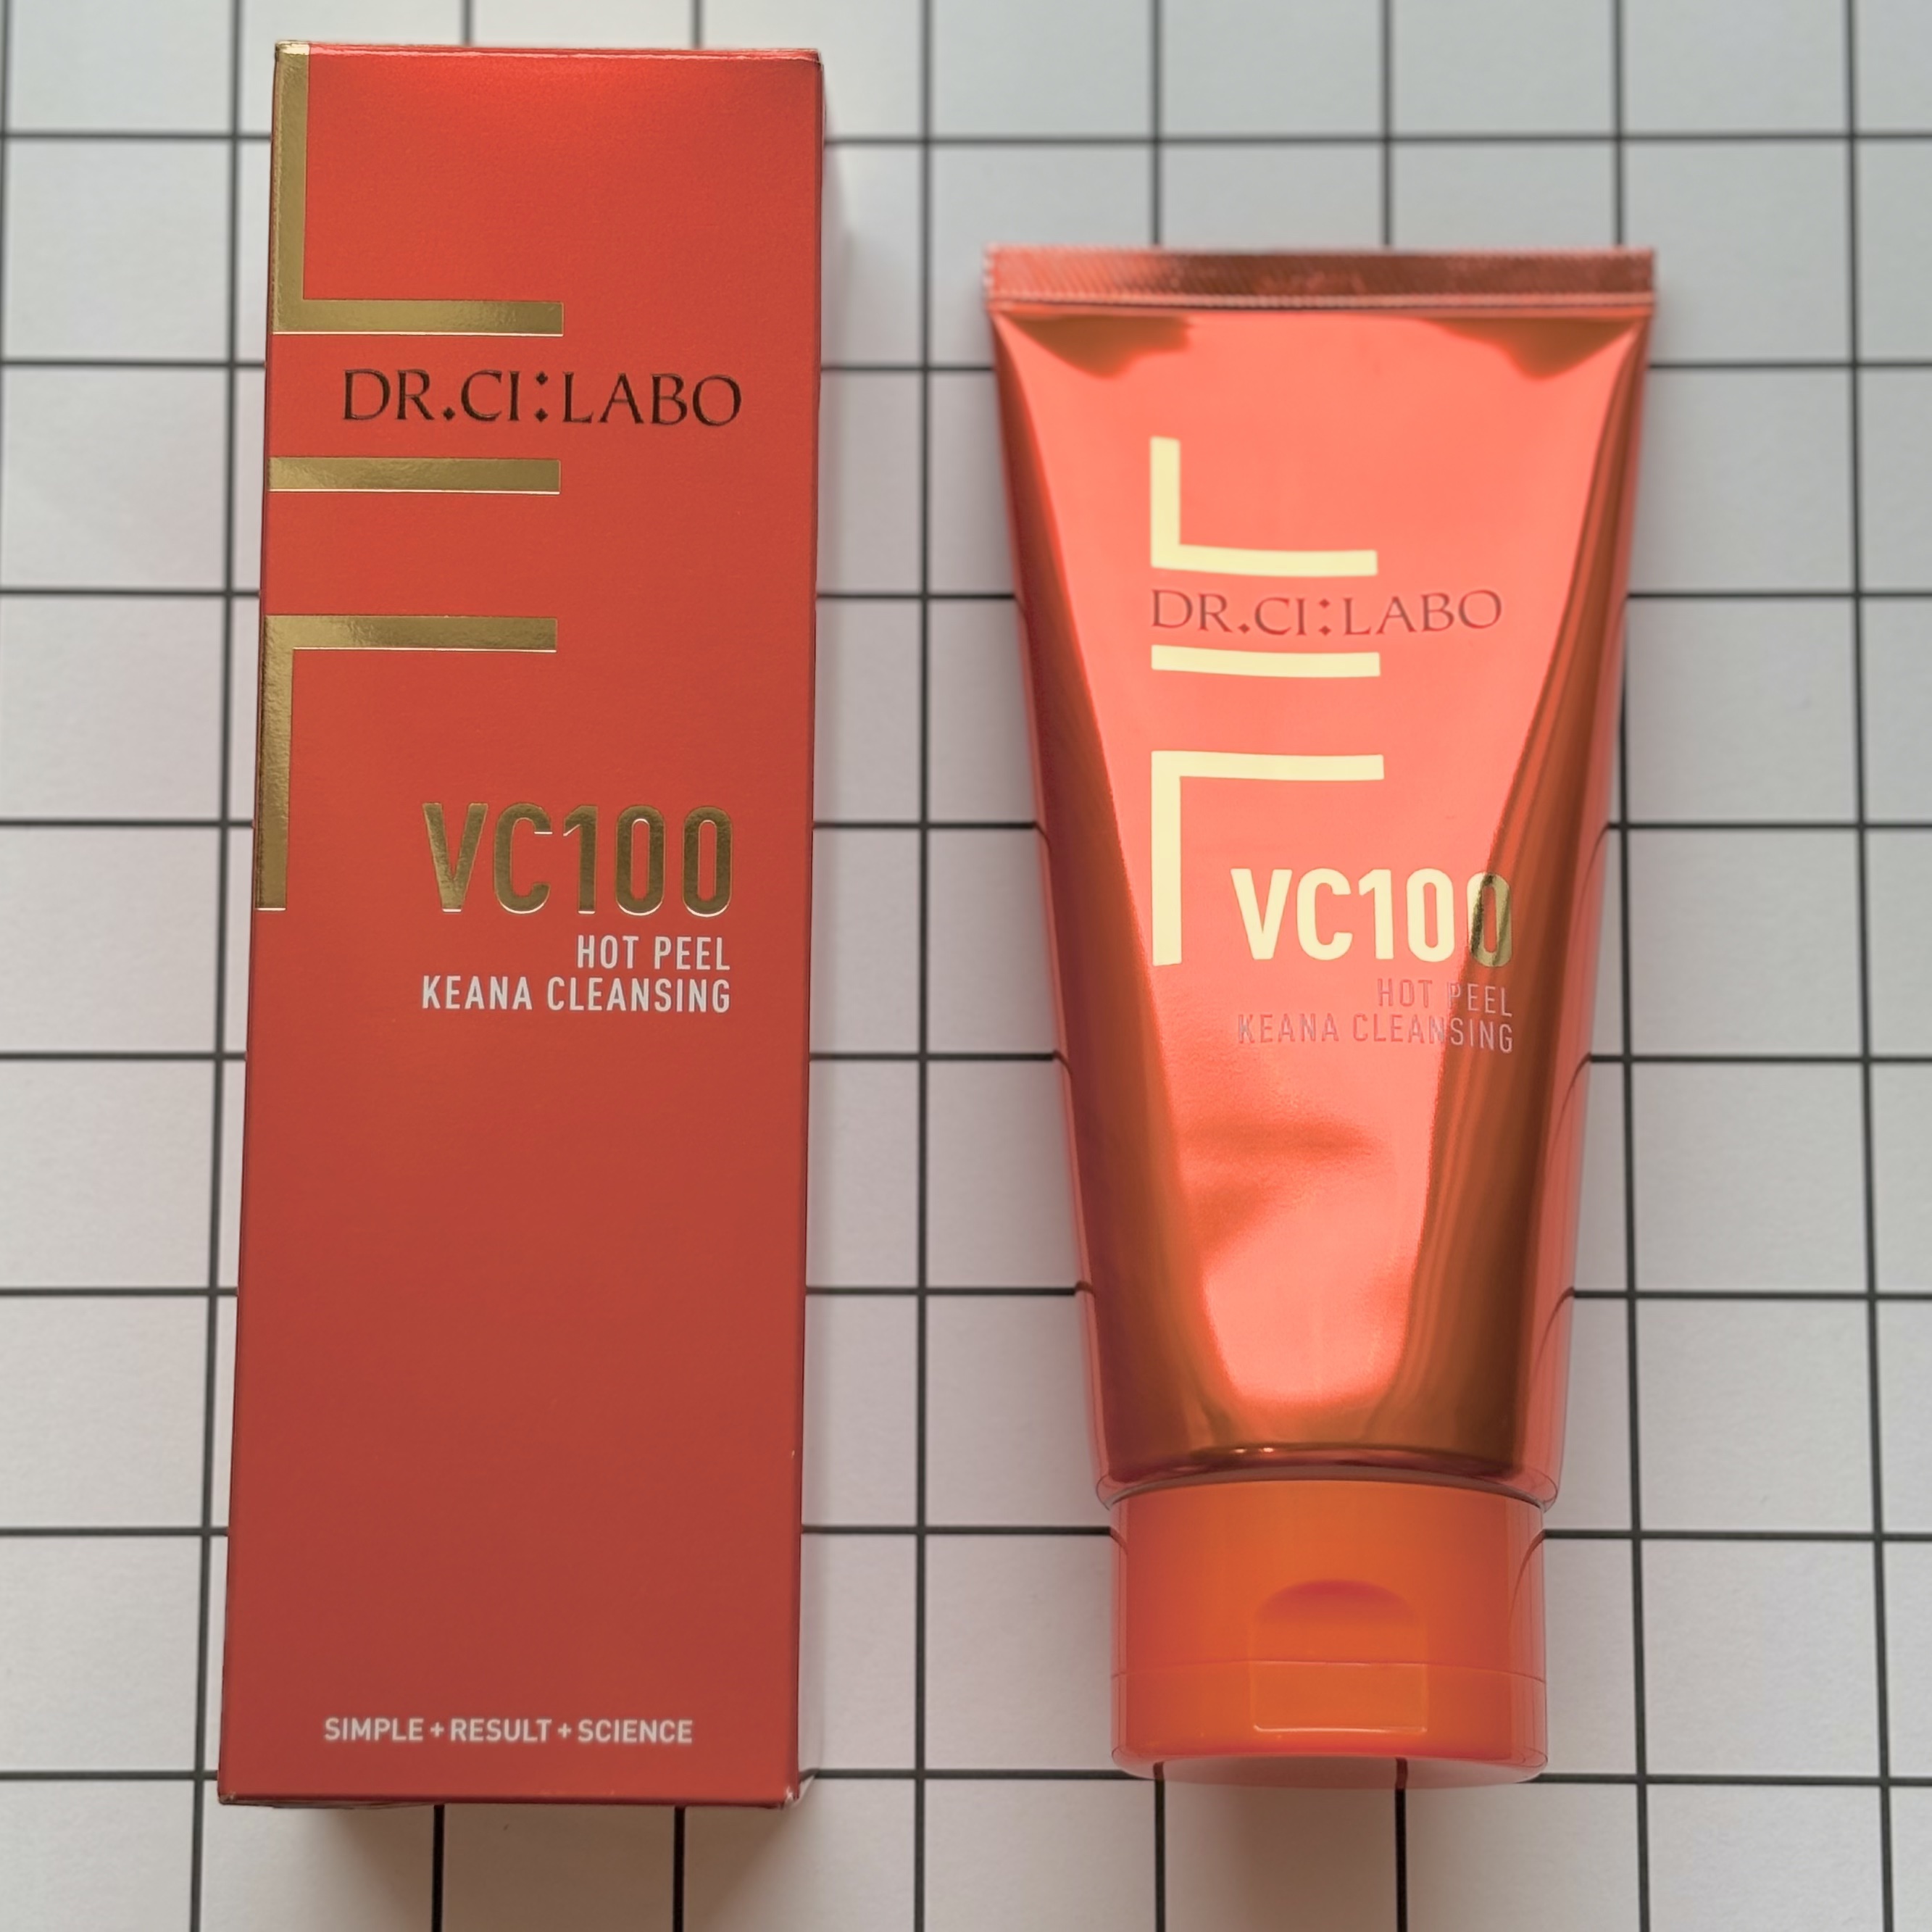 DR.CI:LABO
VC100
HOT PEEL
KEANA CLEANSING
SIMPLE+RESULT+SCIENCE
DR.CI:LABO
VC100
HOT PEEL
KEANA CLEANSING